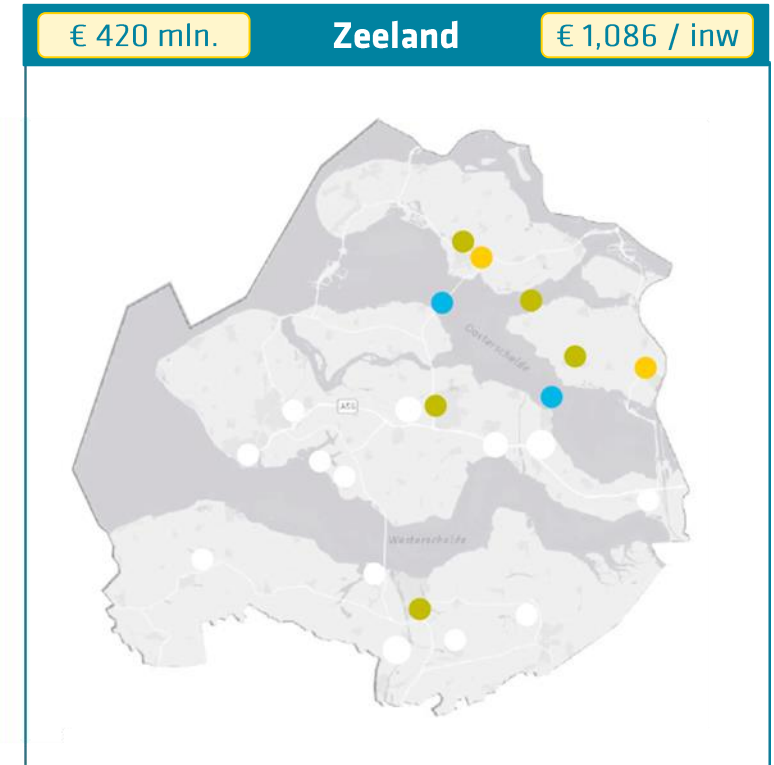 € 420 mln.
Zeeland
€ 1,086 / inw
Oosterschelde
A58
Westerschelde